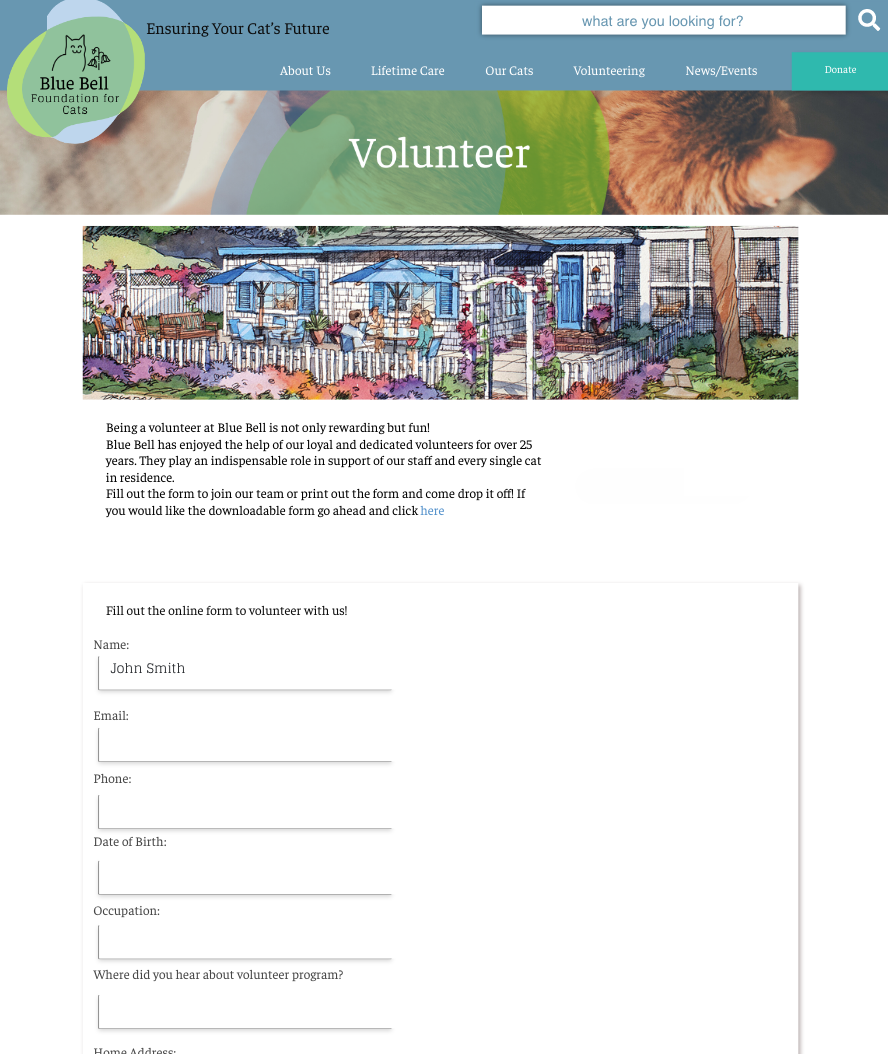 Ensuring Your Cat's Future
what are you looking for?
Blue Bell
Foundation for
Cats
About Us
Lifetime Care
Our Cats
Volunteering
News/Events
Donate
Volunteer
Being a volunteer at Blue Bell is not only rewarding but fun!
Blue Bell has enjoyed the help of our loyal and dedicated volunteers for over 25
years. They play an indispensable role in support of our staff and every single cat
in residence.
Fill out the form to join our team or print out the form and come drop it off! If
you would like the downloadable form go ahead and click here
Fill out the online form to volunteer with us!
Name:
John Smith
Email:
Phone:
Date of Birth:
Occupation:
Where did you hear about volunteer program?
Home Address: